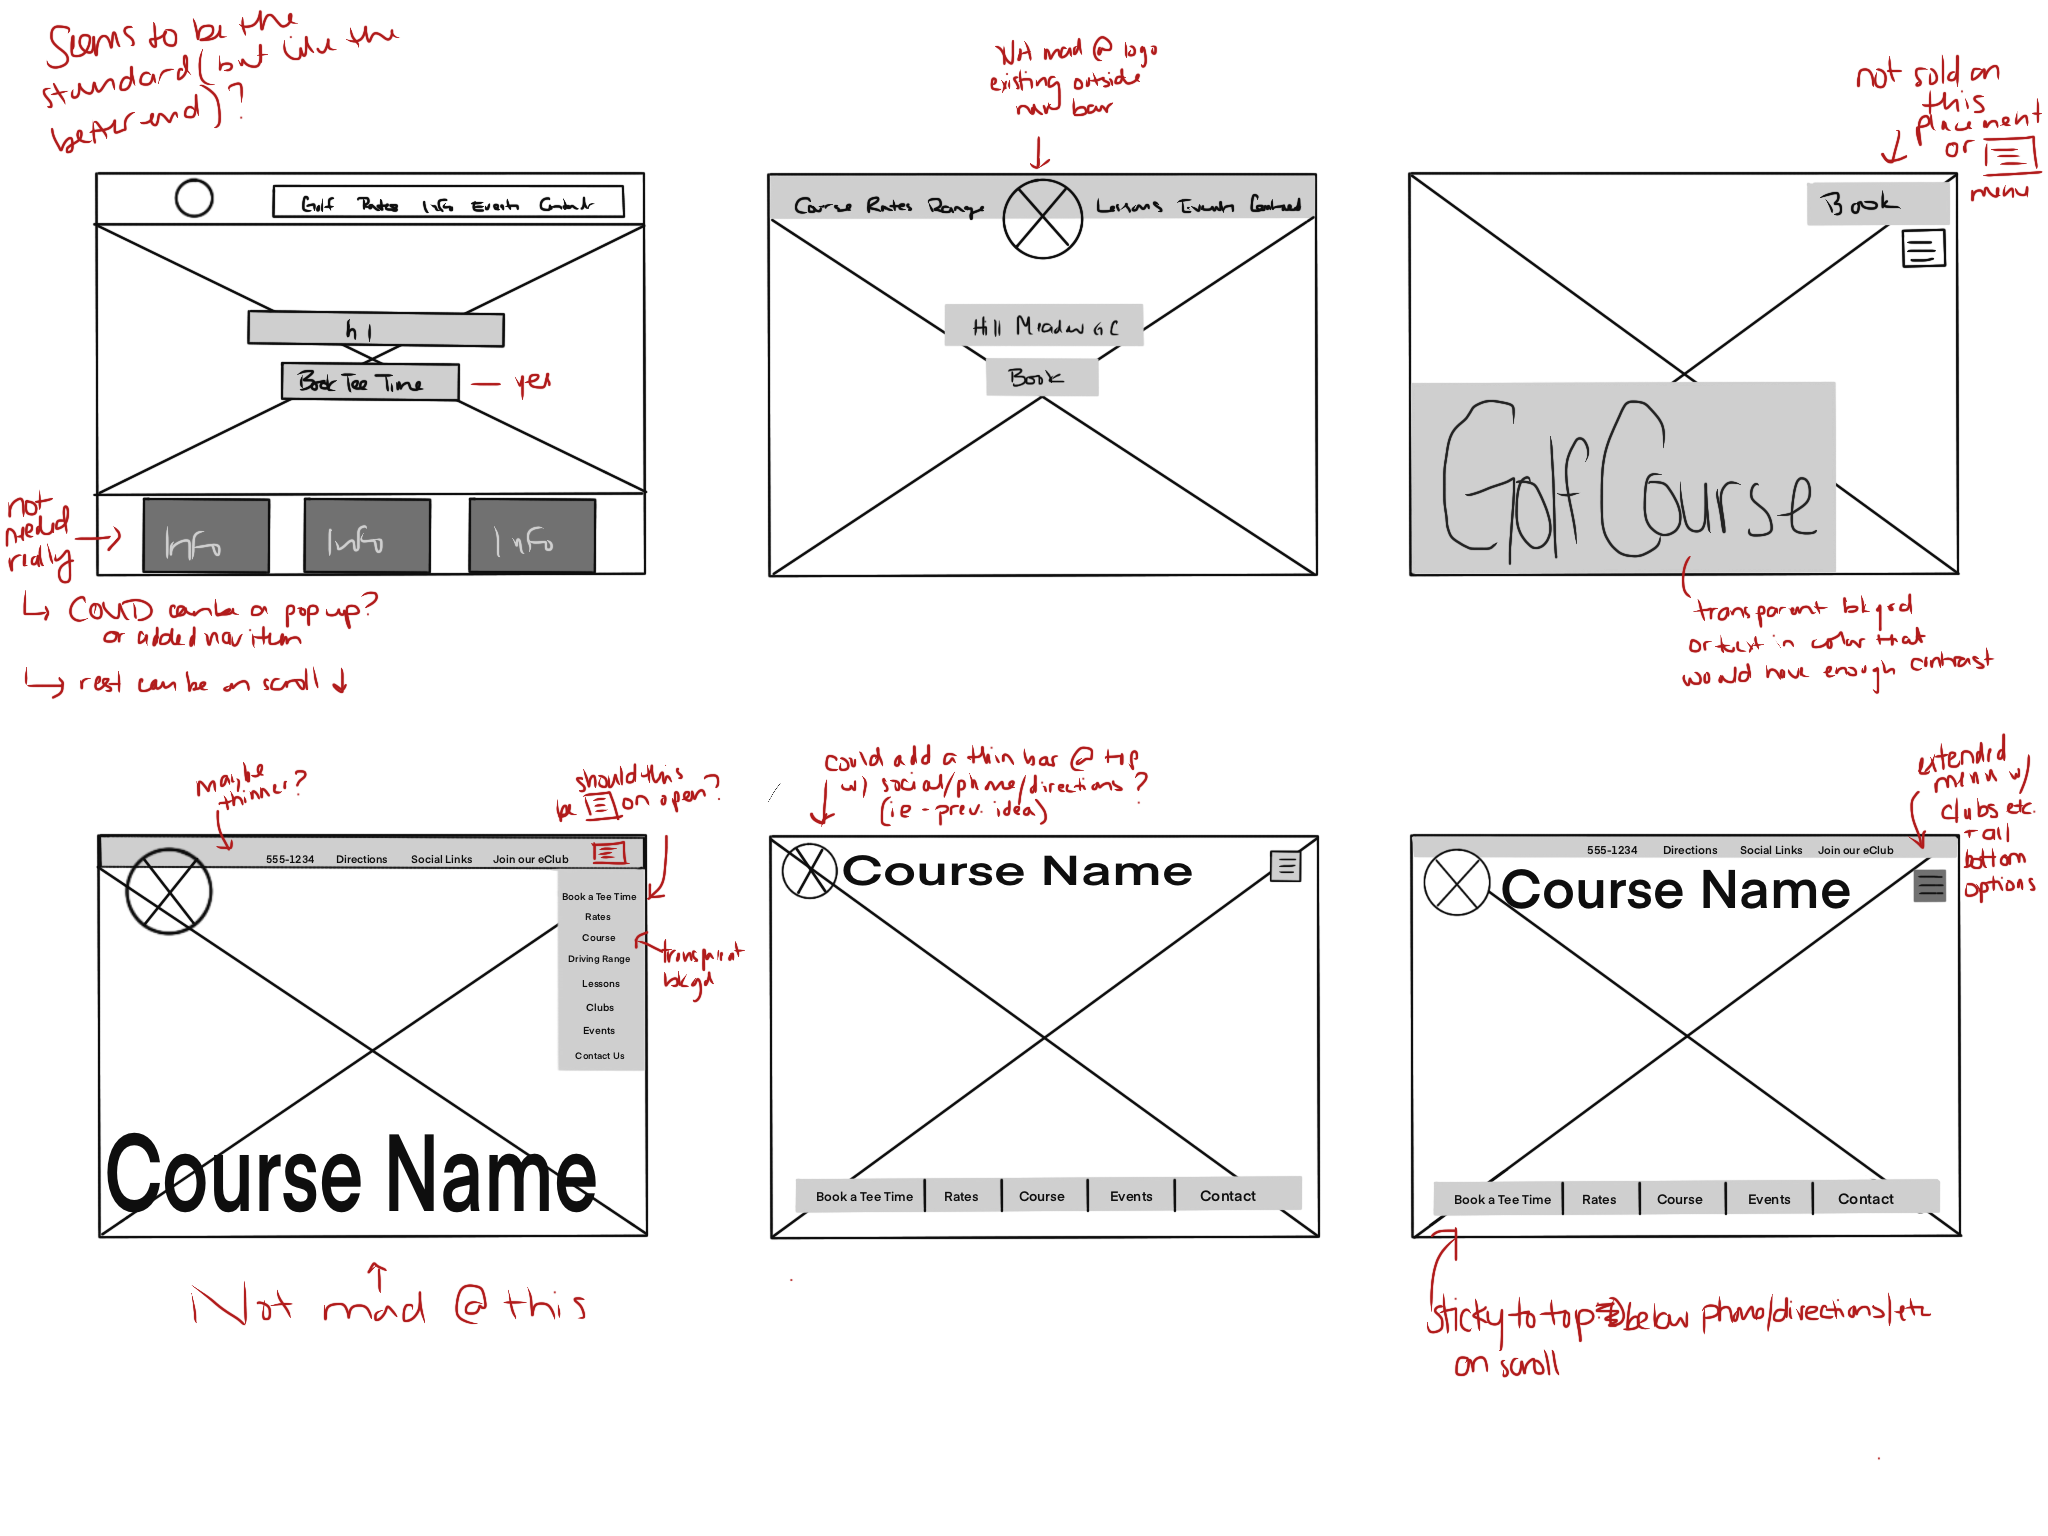 Seems to be the
standard (but like the
better end)?
Golf Rates Info Events Contact
h1
Book Tee Time
yes
not
needed
really
Info
Info
Info
COVID can be a pop up?
or added nav item
rest can be on scroll
Not mad @ logo
existing outside
nav bar
Course Rates Range
Lessons Events Contact
Hill Meadow GC
Book
not sold on
this
placement
or
menu
Book
Golf Course
transparent bkgrd
or text in color that
would have enough contrast
maybe
thinner?
should this
be on open?
555-1234 Directions Social Links Join our eClub
Book a Tee Time
Rates
Course
Driving Range
Lessons
Clubs
Events
Contact Us
transparent
bkgd
Course Name
Not mad @ this
could add a thin bar @ top
w/ social/phone/directions?
(ie - prev. idea)
Course Name
Book a Tee Time Rates Course Events Contact
extended
menu w/
clubs etc.
+ all
bottom
options
555-1234 Directions Social Links Join our eClub
Course Name
Book a Tee Time Rates Course Events Contact
sticky to top below phone/directions/etc
on scroll